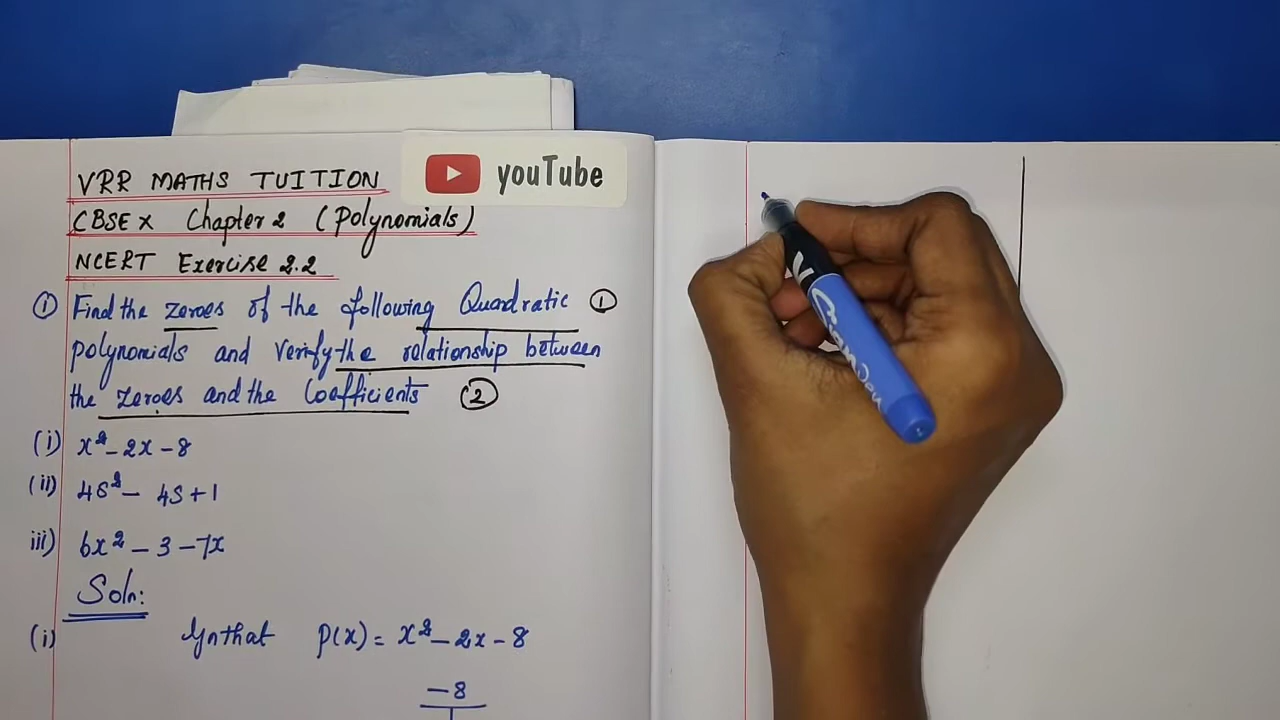 VRR MATHS TUITION
youTube
CBSE X Chapter 2 (Polynomials)
NCERT Exercise 2.2
① Find the zeroes of the following Quadratic ①
polynomials and verify the relationship between
the zeroes and the Coefficients ②
(i) x² - 2x - 8
(ii) 4s² - 4s + 1
iii) 6x² - 3 - 7x
Soln:
(i) Gn that P(x) = x² - 2x - 8
-8